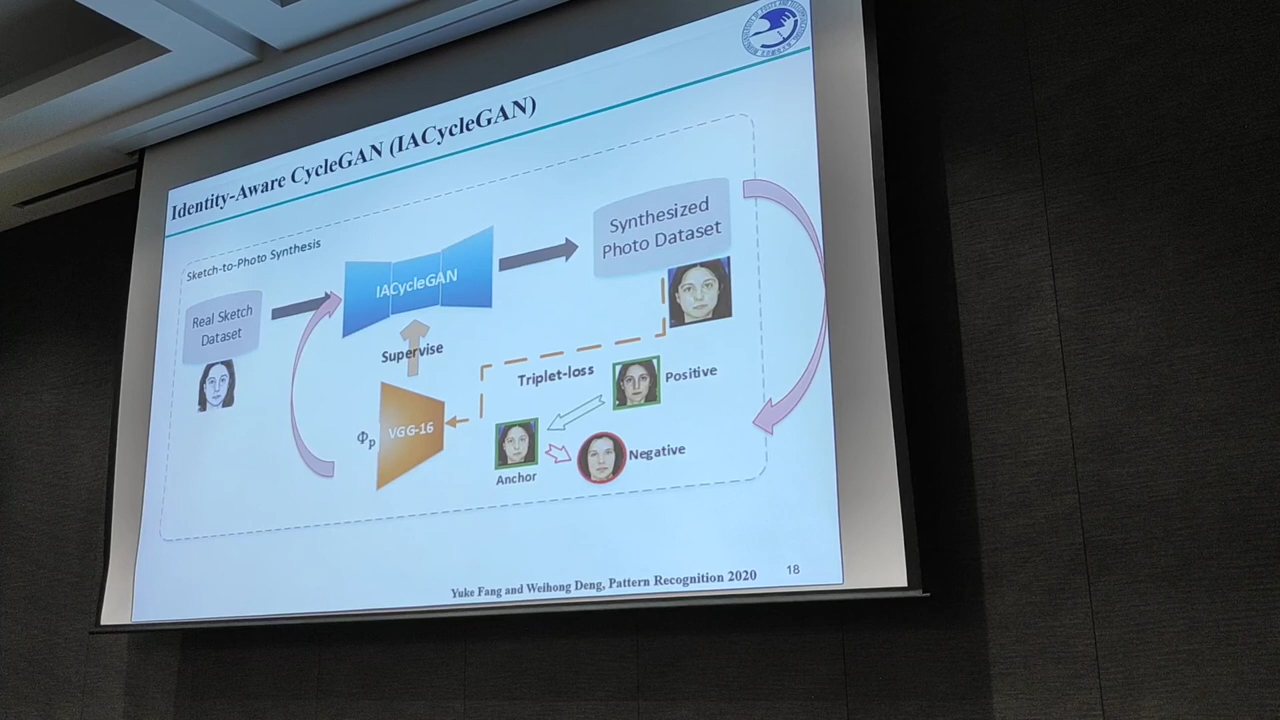 Identity-Aware CycleGAN (IACycleGAN)
Sketch-to-Photo Synthesis
Real Sketch
Dataset
IACycleGAN
Synthesized
Photo Dataset
Supervise
Φp
VGG-16
Triplet-loss
Positive
Anchor
Negative
Yuke Fang and Weihong Deng, Pattern Recognition 2020
18